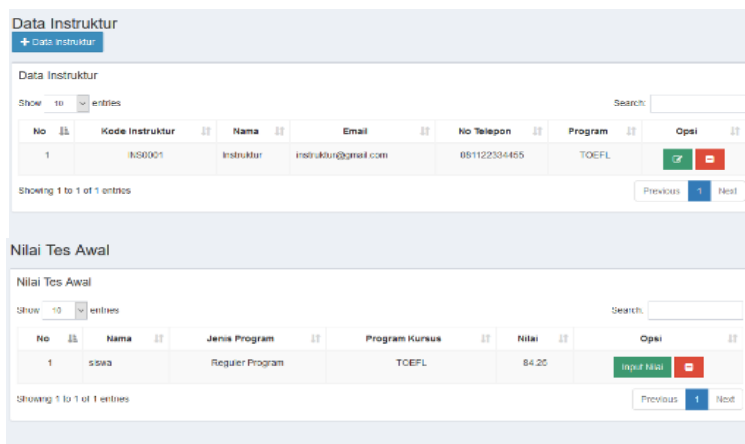 Data Instruktur
+ Data Instruktur
Data Instruktur
Show 10 entries Search:
No Kode Instruktur Nama Email No Telepon Program Opsi
1 INS0001 Instruktur instruktur@gmail.com 081122334455 TOEFL
Showing 1 to 1 of 1 entries Previous 1 Next
Nilai Tes Awal
Nilai Tes Awal
Show 10 entries Search:
No Nama Jenis Program Program Kursus Nilai Opsi
1 siswa Reguler Program TOEFL 84.25 Input Nilai
Showing 1 to 1 of 1 entries Previous 1 Next